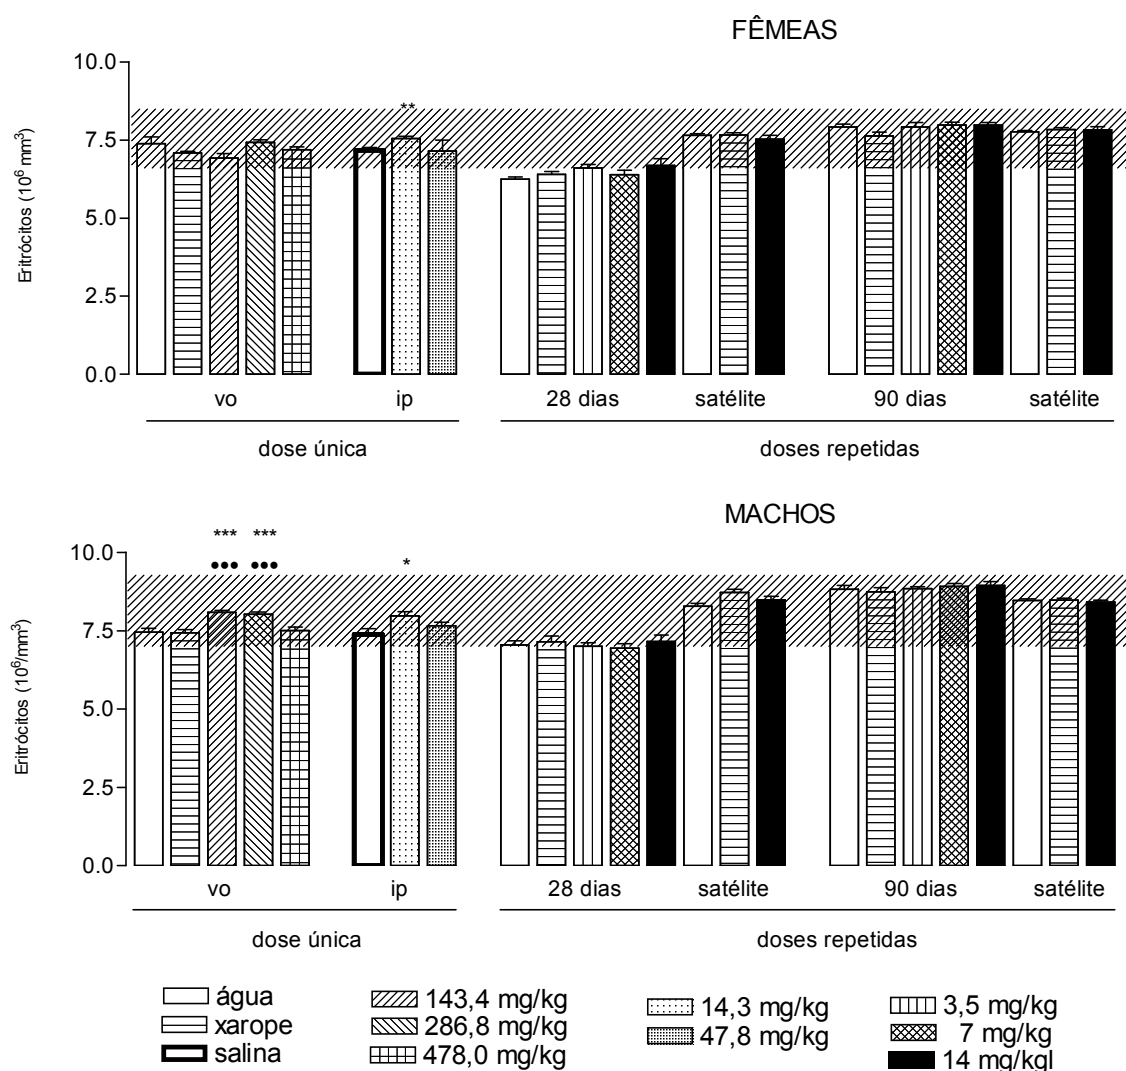 FÊMEAS
10.0
7.5
5.0
2.5
0.0
Eritrócitos (10⁶ mm³)
**
vo
ip
28 dias
satélite
90 dias
satélite
dose única
doses repetidas
MACHOS
*** ***
●●● ●●●
*
10.0
7.5
5.0
2.5
0.0
Eritrócitos (10⁶/mm³)
vo
ip
28 dias
satélite
90 dias
satélite
dose única
doses repetidas
água
xarope
salina
143,4 mg/kg
286,8 mg/kg
478,0 mg/kg
14,3 mg/kg
47,8 mg/kg
3,5 mg/kg
7 mg/kg
14 mg/kgl